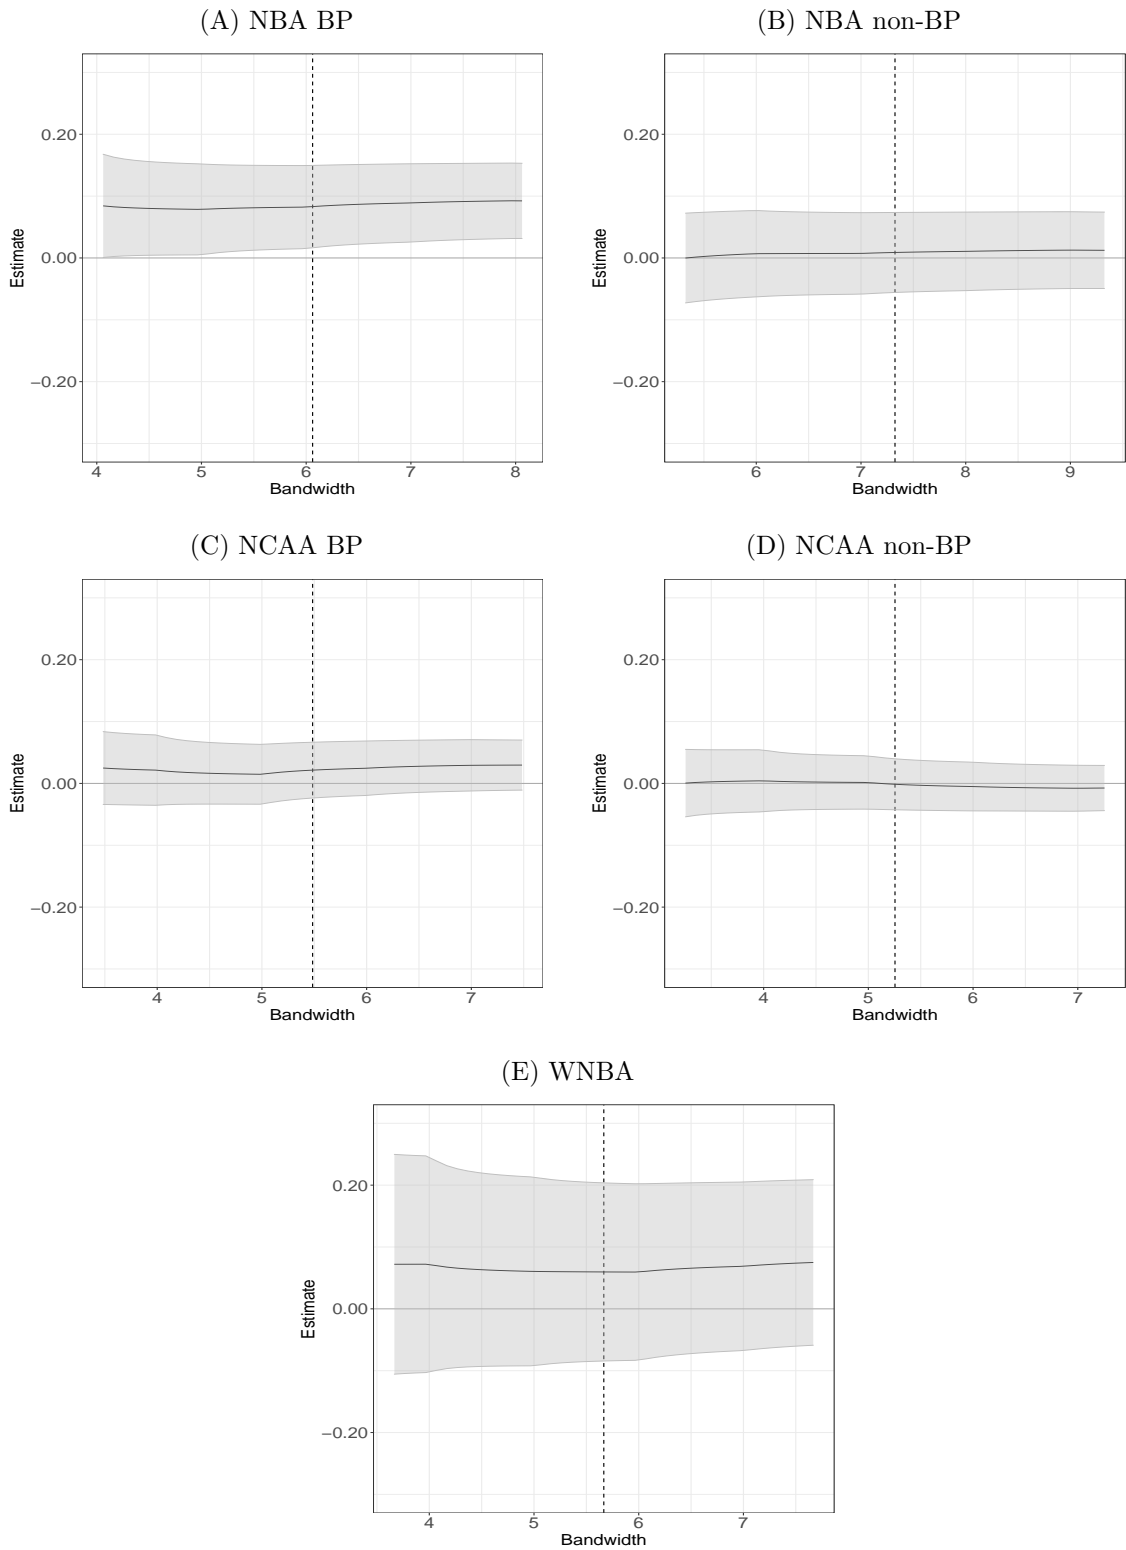 (A) NBA BP
(B) NBA non-BP
0.20
0.00
−0.20
Estimate
4 5 6 7 8
Bandwidth
0.20
0.00
−0.20
Estimate
6 7 8 9
Bandwidth
(C) NCAA BP
(D) NCAA non-BP
0.20
0.00
−0.20
Estimate
4 5 6 7
Bandwidth
0.20
0.00
−0.20
Estimate
4 5 6 7
Bandwidth
(E) WNBA
0.20
0.00
−0.20
Estimate
4 5 6 7
Bandwidth